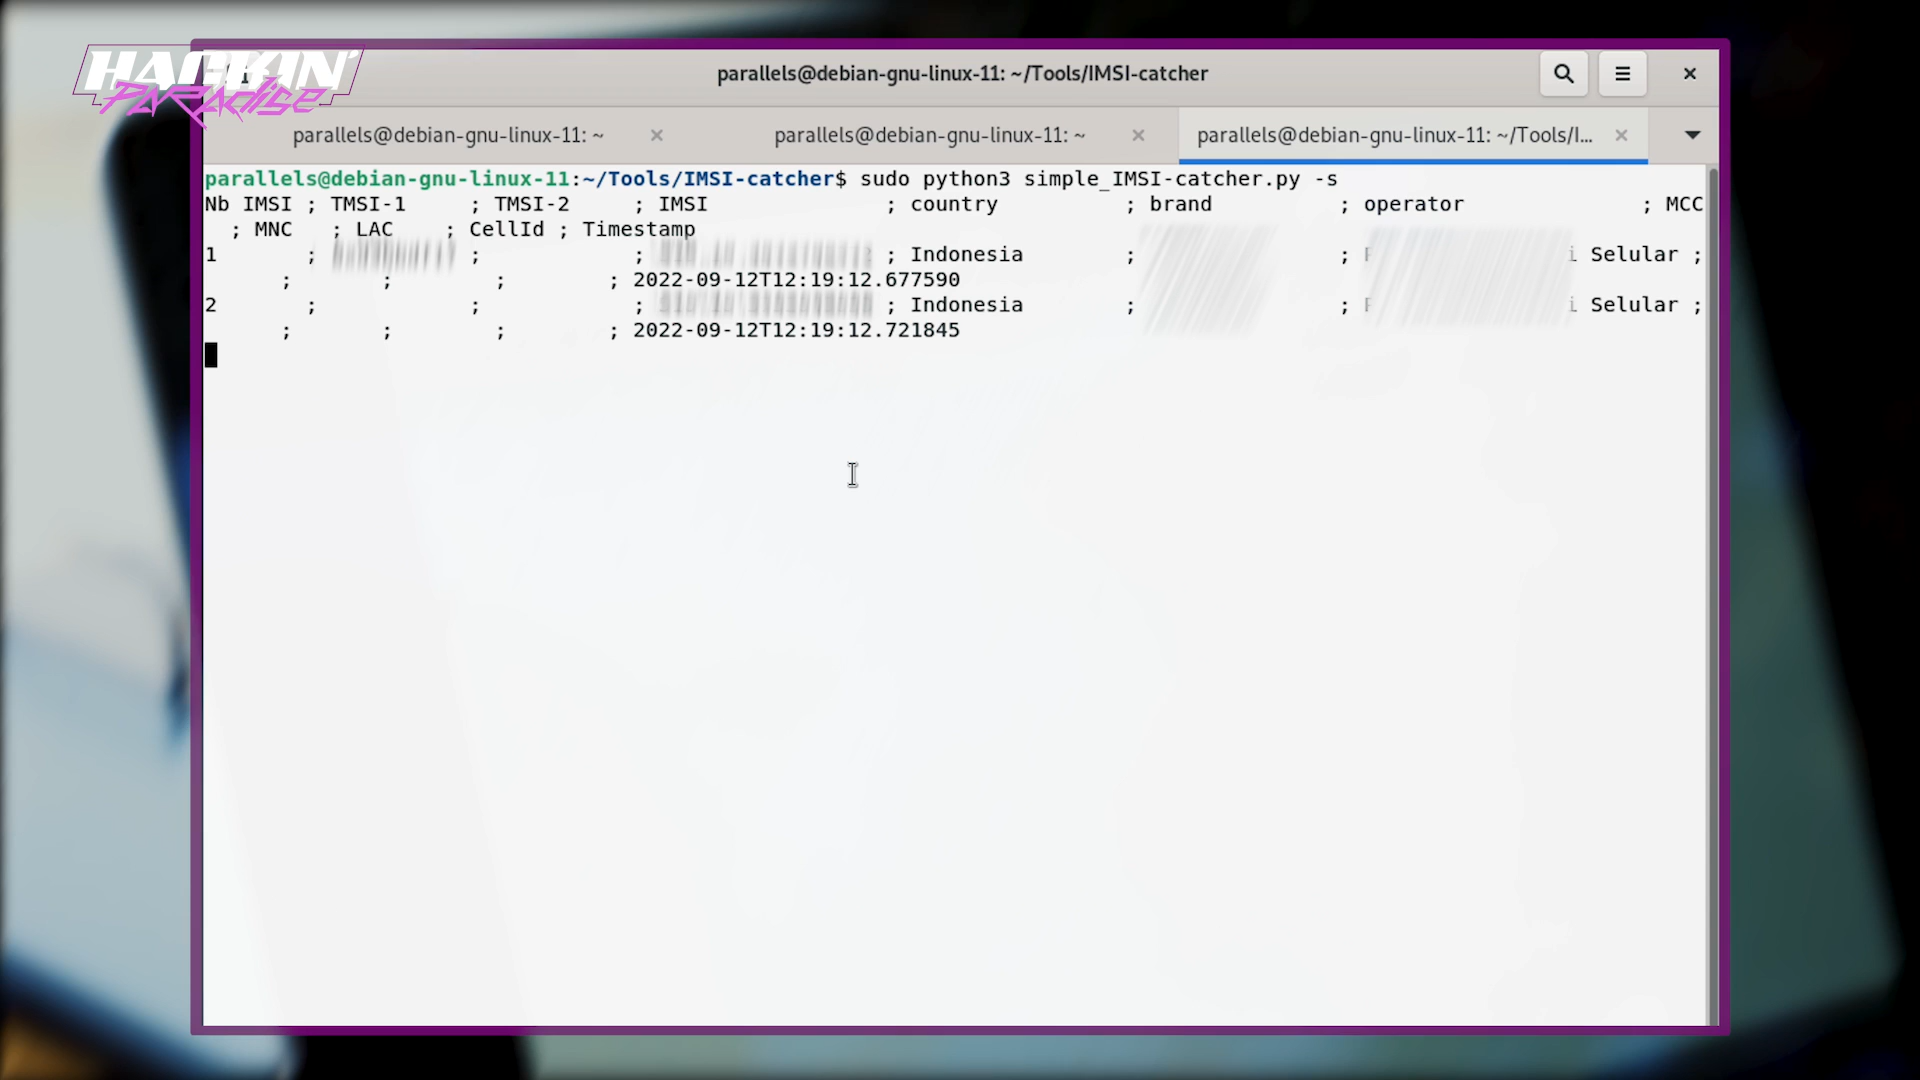 HACKIN'
PARADISE
parallels@debian-gnu-linux-11: ~/Tools/IMSI-catcher
parallels@debian-gnu-linux-11: ~
parallels@debian-gnu-linux-11: ~
parallels@debian-gnu-linux-11: ~/Tools/I...
parallels@debian-gnu-linux-11:~/Tools/IMSI-catcher$ sudo python3 simple_IMSI-catcher.py -s
Nb IMSI ; TMSI-1 ; TMSI-2 ; IMSI ; country ; brand ; operator ; MCC
; MNC ; LAC ; CellId ; Timestamp
1 ; ; ; ; Indonesia ; ; Selular ;
; ; ; ; 2022-09-12T12:19:12.677590
2 ; ; ; ; Indonesia ; ; Selular ;
; ; ; ; 2022-09-12T12:19:12.721845